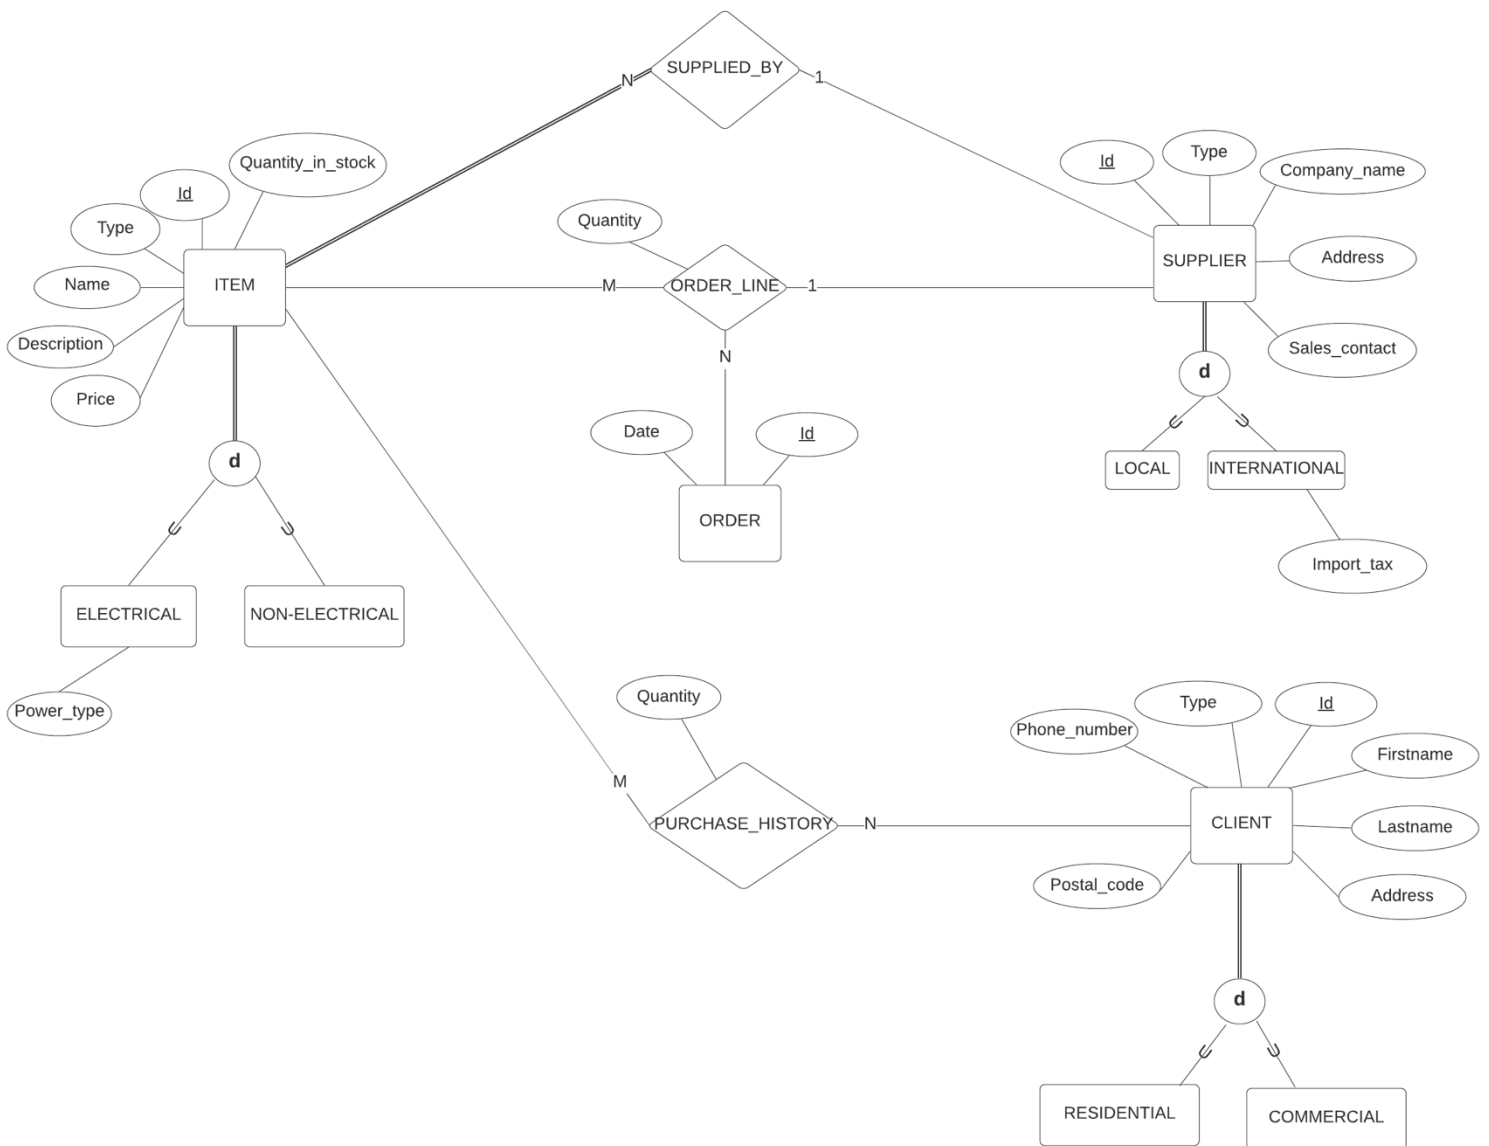 SUPPLIED_BY
N
1
Quantity_in_stock
Id
Type
Name
ITEM
Description
Price
Id
Type
Company_name
SUPPLIER
Address
Sales_contact
Quantity
M
ORDER_LINE
1
N
Date
Id
ORDER
d
LOCAL
INTERNATIONAL
Import_tax
d
ELECTRICAL
NON-ELECTRICAL
Power_type
Quantity
M
PURCHASE_HISTORY
N
Phone_number
Type
Id
Firstname
CLIENT
Lastname
Postal_code
Address
d
RESIDENTIAL
COMMERCIAL